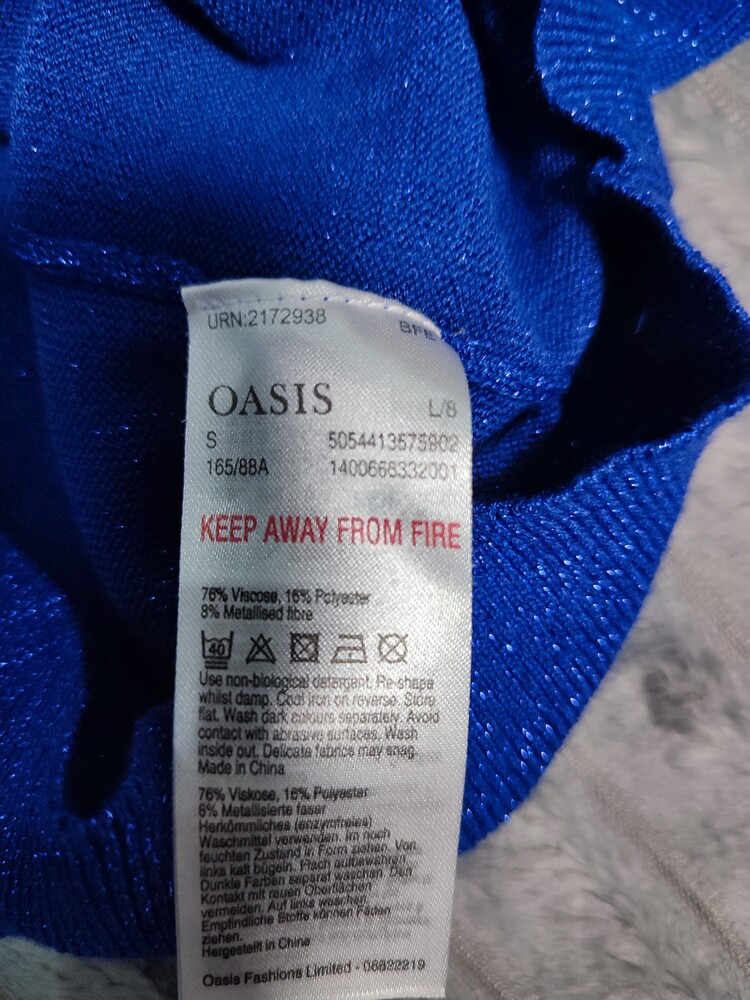 URN:2172938
BFE
OASIS
L/8
S 5054413575902
165/88A 1400668332001
KEEP AWAY FROM FIRE
76% Viscose, 16% Polyester
8% Metallised fibre
40
Use non-biological detergent. Re-shape
whilst damp. Cool iron on reverse. Store
flat. Wash dark colours separately. Avoid
contact with abrasive surfaces. Wash
inside out. Delicate fabrics may snag.
Made in China
76% Viskose, 16% Polyester
8% Metallisierte faser
Herkömmliches (enzymfreies)
Waschmittel verwenden. Im noch
feuchten Zustand in Form ziehen. Von
links kalt bügeln. Flach aufbewahren.
Dunkle Farben separat waschen. Den
Kontakt mit rauen Oberflächen
vermeiden. Auf links waschen.
Empfindliche Stoffe können Fäden
ziehen.
Hergestellt in China
Oasis Fashions Limited - 06822219